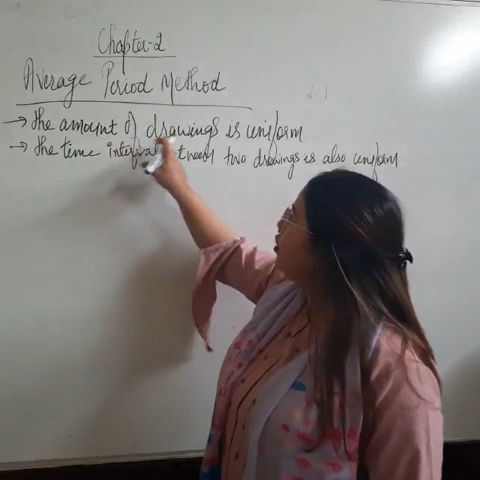 Chapter-2
Average Period Method
→ the amount of drawings is uniform
→ the time interval between two drawings is also uniform